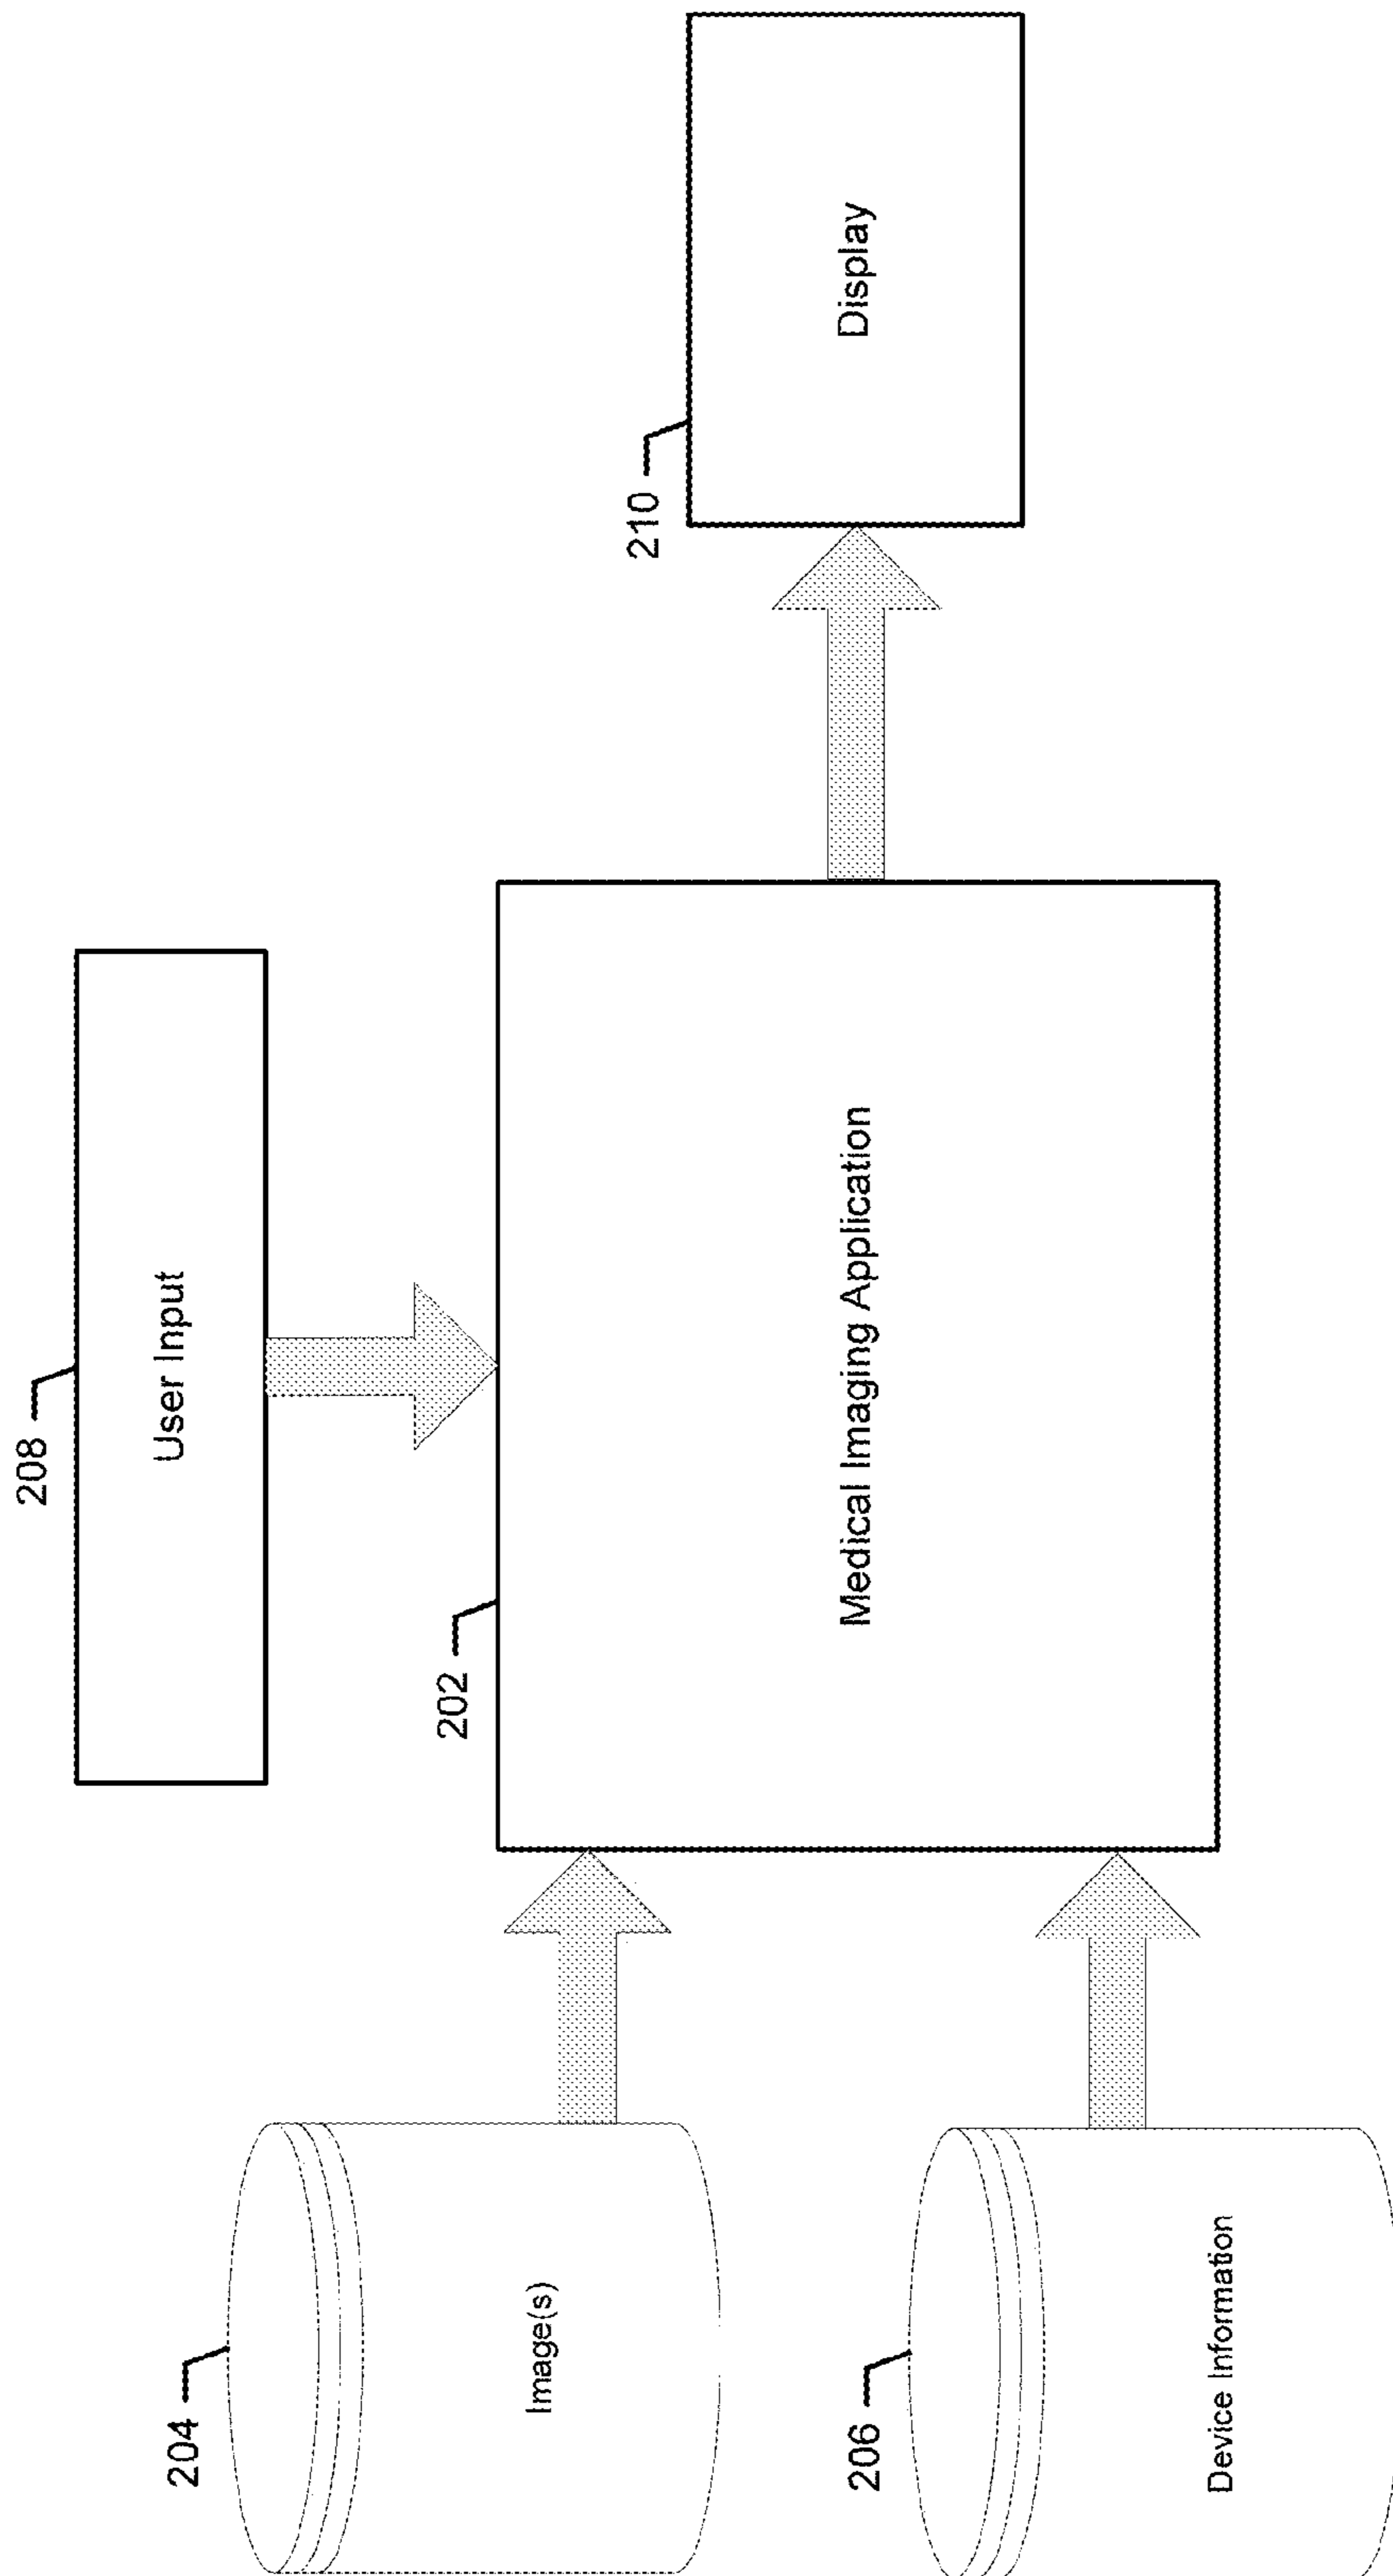 208
User Input
202
Medical Imaging Application
210
Display
204
Image(s)
206
Device Information